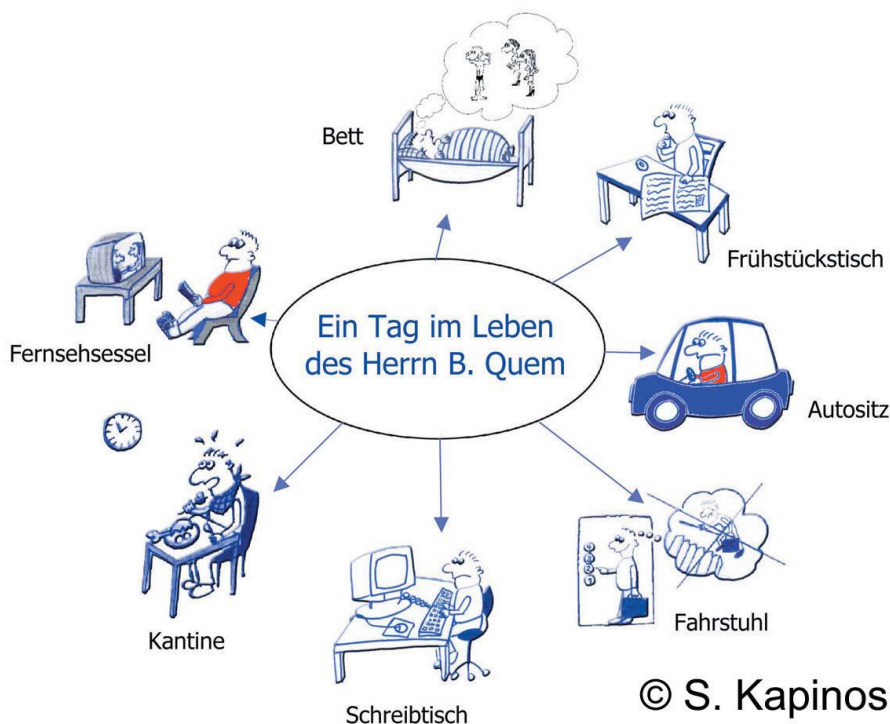 Bett
Frühstückstisch
Fernsehsessel
Ein Tag im Leben
des Herrn B. Quem
Autositz
Kantine
Fahrstuhl
Schreibtisch
© S. Kapinos